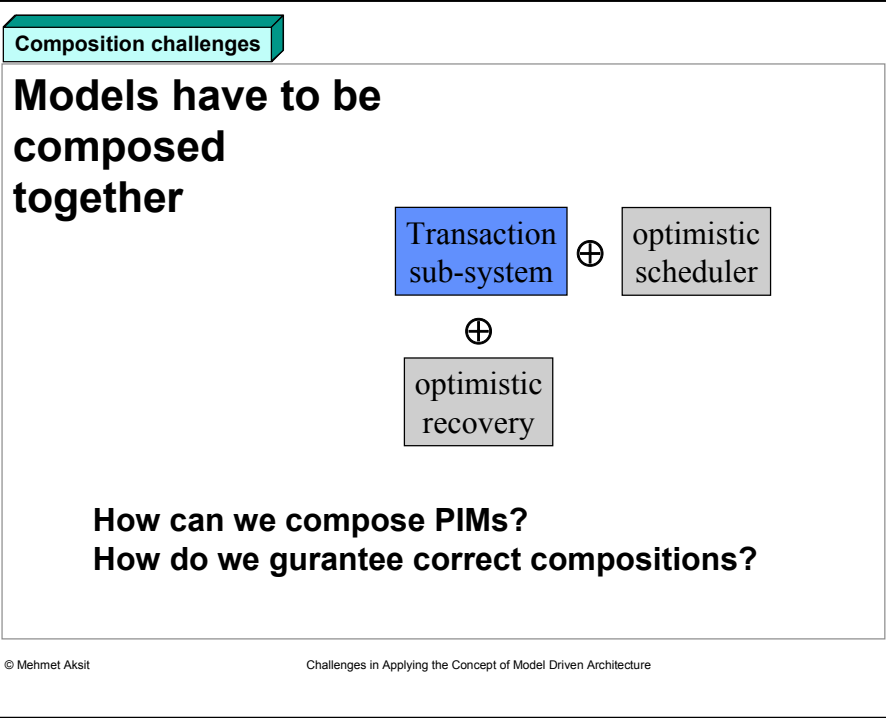 Composition challenges
Models have to be
composed
together
Transaction
sub-system
⊕
optimistic
scheduler
⊕
optimistic
recovery
How can we compose PIMs?
How do we gurantee correct compositions?
© Mehmet Aksit
Challenges in Applying the Concept of Model Driven Architecture